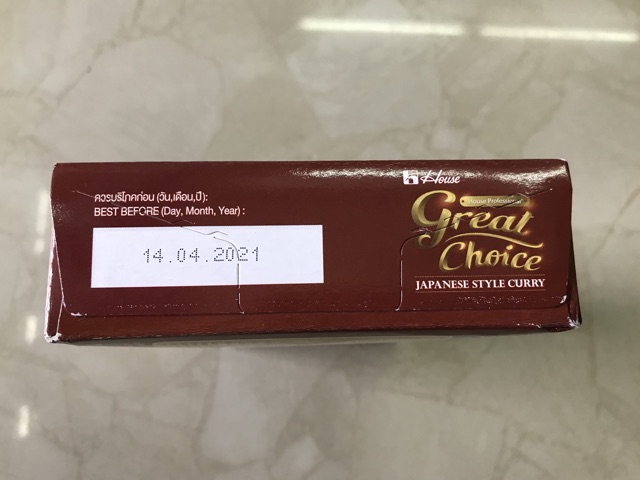 ควรบริโภคก่อน (วัน,เดือน,ปี):
BEST BEFORE (Day, Month, Year) :
14.04.2021
House
House Professional
Great
Choice
JAPANESE STYLE CURRY